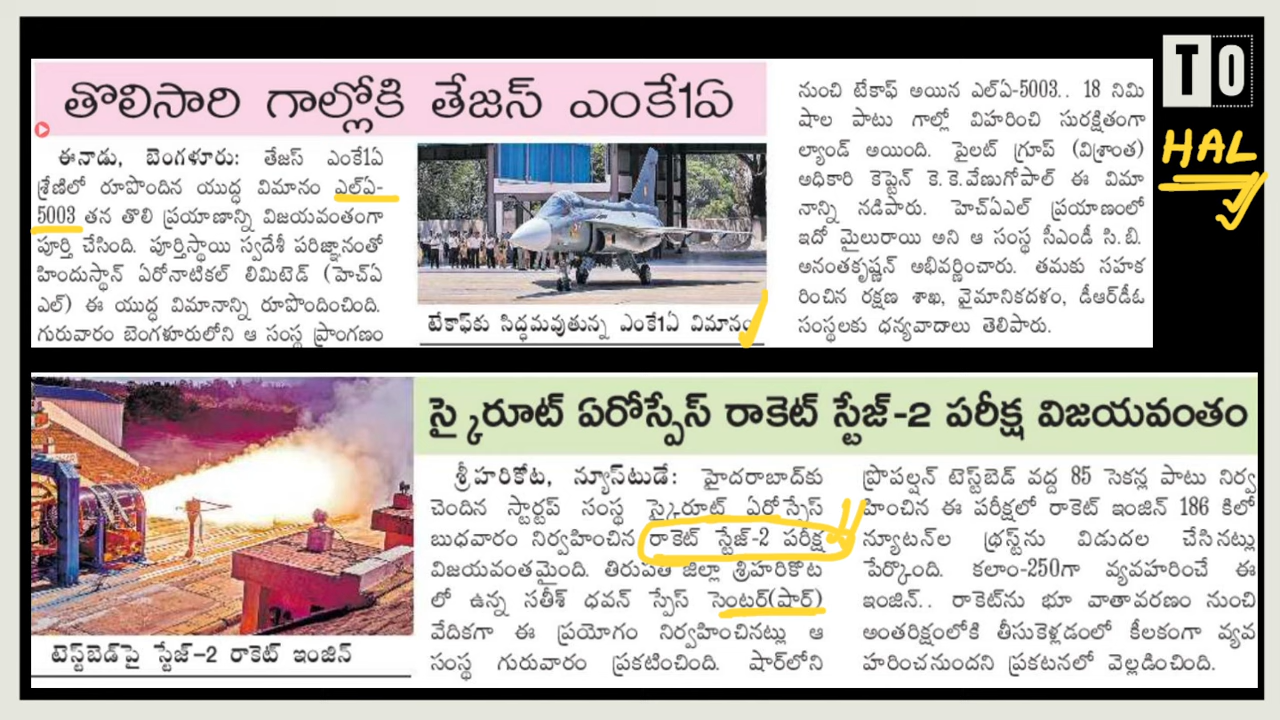 తొలిసారి గాల్లోకి తేజస్ ఎంకే1ఏ
ఈనాడు, బెంగళూరు: తేజస్ ఎంకే1ఏ
శ్రేణిలో రూపొందిన యుద్ధ విమానం ఎల్ఏ-
5003 తన తొలి ప్రయాణాన్ని విజయవంతంగా
పూర్తి చేసింది. పూర్తిస్థాయి స్వదేశీ పరిజ్ఞానంతో
హిందుస్థాన్ ఏరోనాటికల్ లిమిటెడ్ (హెచ్ఏ
ఎల్) ఈ యుద్ధ విమానాన్ని రూపొందించింది.
గురువారం బెంగళూరులోని ఆ సంస్థ ప్రాంగణం
టేకాఫ్‌కు సిద్ధమవుతున్న ఎంకే1ఏ విమానం
నుంచి టేకాఫ్ అయిన ఎల్ఏ-5003.. 18 నిమి
షాల పాటు గాల్లో విహరించి సురక్షితంగా
ల్యాండ్ అయింది. పైలట్ గ్రూప్ (విశ్రాంత)
అధికారి కెప్టెన్ కె.కె.వేణుగోపాల్ ఈ విమా
నాన్ని నడిపారు. హెచ్ఏఎల్ ప్రయాణంలో
ఇదో మైలురాయి అని ఆ సంస్థ సీఎండీ సి.బి.
అనంతకృష్ణన్ అభివర్ణించారు. తమకు సహక
రించిన రక్షణ శాఖ, వైమానికదళం, డీఆర్‌డీఓ
సంస్థలకు ధన్యవాదాలు తెలిపారు.
TO
HAL
స్కైరూట్ ఏరోస్పేస్ రాకెట్ స్టేజ్-2 పరీక్ష విజయవంతం
శ్రీహరికోట, న్యూస్‌టుడే: హైదరాబాద్‌కు
చెందిన స్టార్టప్ సంస్థ స్కైరూట్ ఏరోస్పేస్
బుధవారం నిర్వహించిన రాకెట్ స్టేజ్-2 పరీక్ష
విజయవంతమైంది. తిరుపతి జిల్లా శ్రీహరికోట
లో ఉన్న సతీశ్ ధవన్ స్పేస్ సెంటర్(షార్)
వేదికగా ఈ ప్రయోగం నిర్వహించినట్లు ఆ
సంస్థ గురువారం ప్రకటించింది. షార్‌లోని
ప్రొపల్షన్ టెస్ట్‌బెడ్ వద్ద 85 సెకన్ల పాటు నిర్వ
హించిన ఈ పరీక్షలో రాకెట్ ఇంజిన్ 186 కిలో
న్యూటన్‌ల థ్రస్ట్‌ను విడుదల చేసినట్లు
పేర్కొంది. కలాం-250గా వ్యవహరించే ఈ
ఇంజిన్.. రాకెట్‌ను భూ వాతావరణం నుంచి
అంతరిక్షంలోకి తీసుకెళ్లడంలో కీలకంగా వ్యవ
హరించనుందని ప్రకటనలో వెల్లడించింది.
టెస్ట్‌బెడ్‌పై స్టేజ్-2 రాకెట్ ఇంజిన్